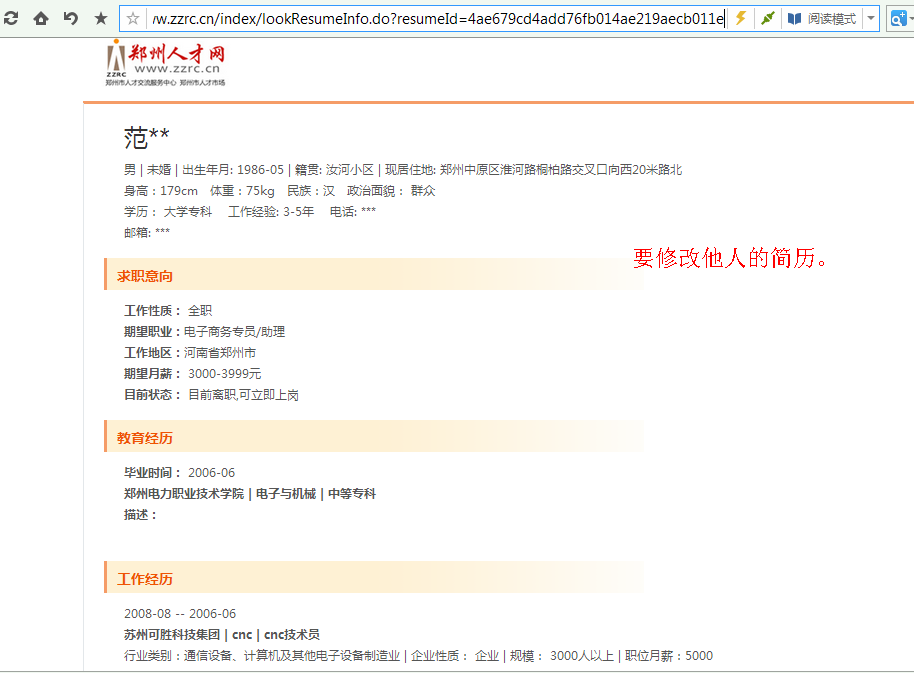 w.zzrc.cn/index/lookResumeInfo.do?resumeId=4ae679cd4add76fb014ae219aecb011e
阅读模式
郑州人才网
ZZRC
www.zzrc.cn
郑州市人才交流服务中心 郑州市人才市场
范**
男 | 未婚 | 出生年月: 1986-05 | 籍贯: 汝河小区 | 现居住地: 郑州中原区淮河路桐柏路交叉口向西20米路北
身高：179cm 体重：75kg 民族：汉 政治面貌： 群众
学历： 大学专科 工作经验: 3-5年 电话: ***
邮箱: ***
要修改他人的简历。
求职意向
工作性质： 全职
期望职业：电子商务专员/助理
工作地区：河南省郑州市
期望月薪： 3000-3999元
目前状态： 目前离职,可立即上岗
教育经历
毕业时间： 2006-06
郑州电力职业技术学院 | 电子与机械 | 中等专科
描述：
工作经历
2008-08 -- 2006-06
苏州可胜科技集团 | cnc | cnc技术员
行业类别：通信设备、计算机及其他电子设备制造业 | 企业性质： 企业 | 规模： 3000人以上 | 职位月薪：5000